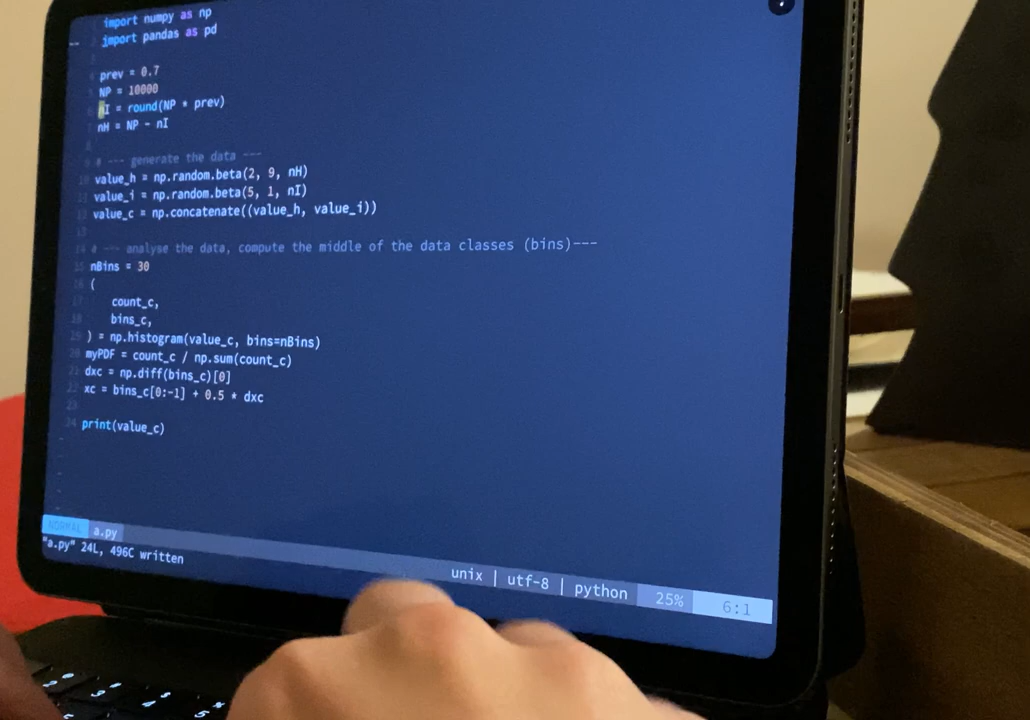 import numpy as np
import pandas as pd
prev = 0.7
NP = 10000
nI = round(NP * prev)
nH = NP - nI
# --- generate the data ---
value_h = np.random.beta(2, 9, nH)
value_i = np.random.beta(5, 1, nI)
value_c = np.concatenate((value_h, value_i))
# --- analyse the data, compute the middle of the data classes (bins)---
nBins = 30
(
count_c,
bins_c,
) = np.histogram(value_c, bins=nBins)
myPDF = count_c / np.sum(count_c)
dxc = np.diff(bins_c)[0]
xc = bins_c[0:-1] + 0.5 * dxc
print(value_c)
NORMAL a.py
unix | utf-8 | python 25% 6:1
"a.py" 24L, 496C written